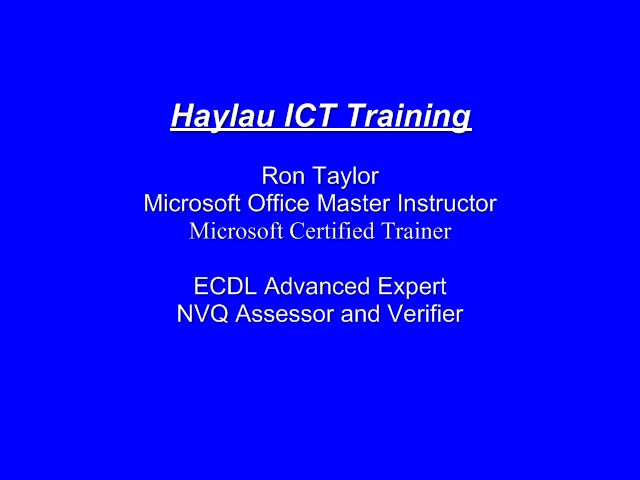 Haylau ICT Training
Ron Taylor
Microsoft Office Master Instructor
Microsoft Certified Trainer
ECDL Advanced Expert
NVQ Assessor and Verifier